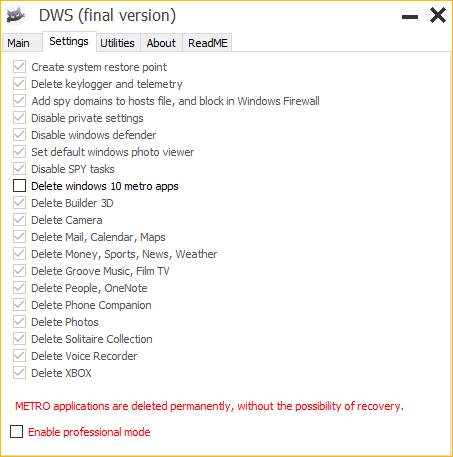 DWS (final version)
Main Settings Utilities About ReadME
Create system restore point
Delete keylogger and telemetry
Add spy domains to hosts file, and block in Windows Firewall
Disable private settings
Disable windows defender
Set default windows photo viewer
Disable SPY tasks
Delete windows 10 metro apps
Delete Builder 3D
Delete Camera
Delete Mail, Calendar, Maps
Delete Money, Sports, News, Weather
Delete Groove Music, Film TV
Delete People, OneNote
Delete Phone Companion
Delete Photos
Delete Solitaire Collection
Delete Voice Recorder
Delete XBOX
METRO applications are deleted permanently, without the possibility of recovery.
Enable professional mode